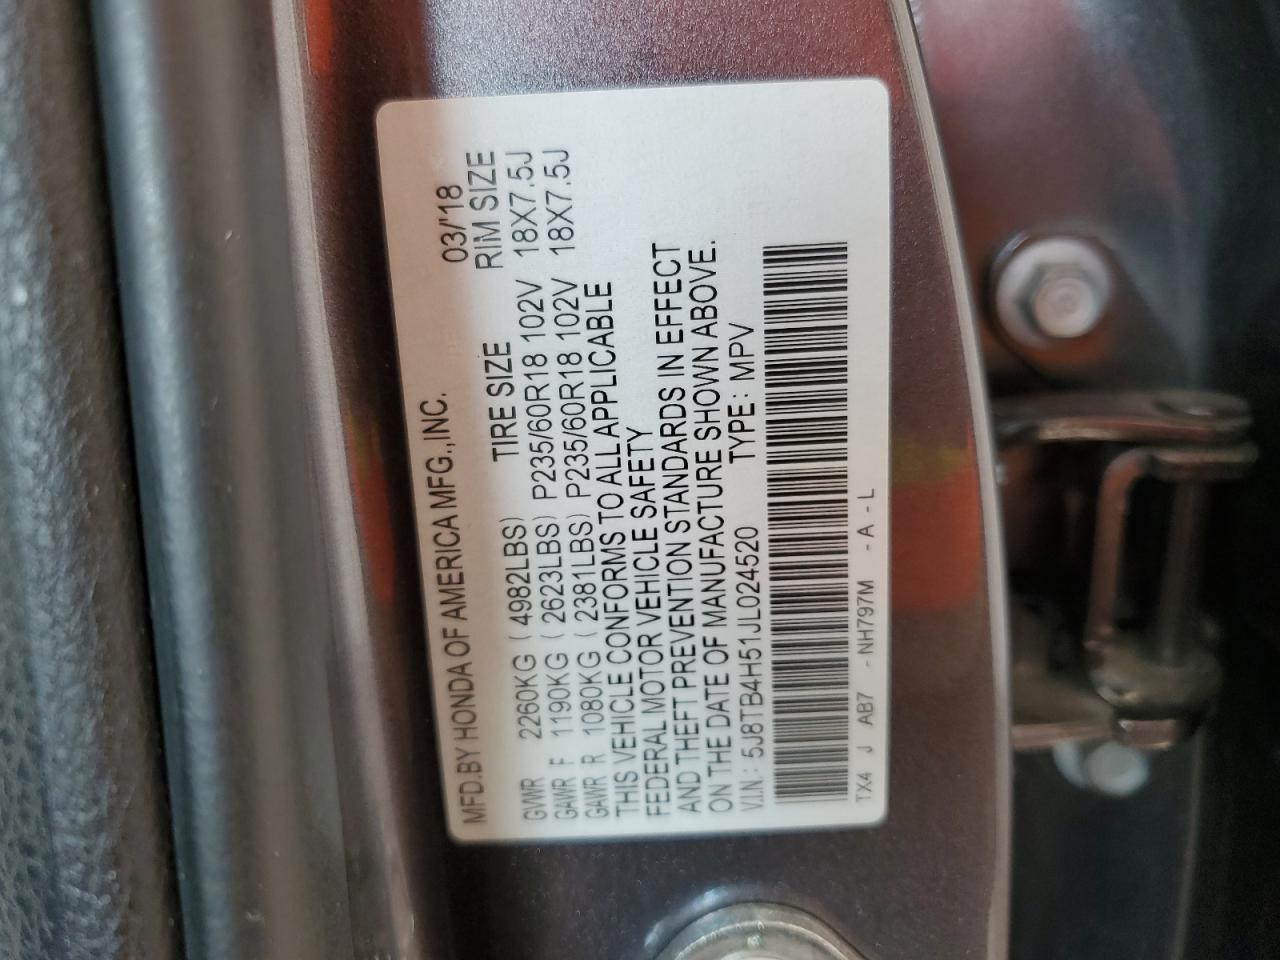 MFD.BY HONDA OF AMERICA MFG.,INC. 03/'18
TIRE SIZE RIM SIZE
GVWR 2260KG ( 4982LBS)
GAWR F 1190KG ( 2623LBS) P235/60R18 102V 18X7.5J
GAWR R 1080KG ( 2381LBS) P235/60R18 102V 18X7.5J
THIS VEHICLE CONFORMS TO ALL APPLICABLE
FEDERAL MOTOR VEHICLE SAFETY
AND THEFT PREVENTION STANDARDS IN EFFECT
ON THE DATE OF MANUFACTURE SHOWN ABOVE.
V.I.N.: 5J8TB4H51JL024520 TYPE: MPV
TX4 J AB7 -NH797M -A-L